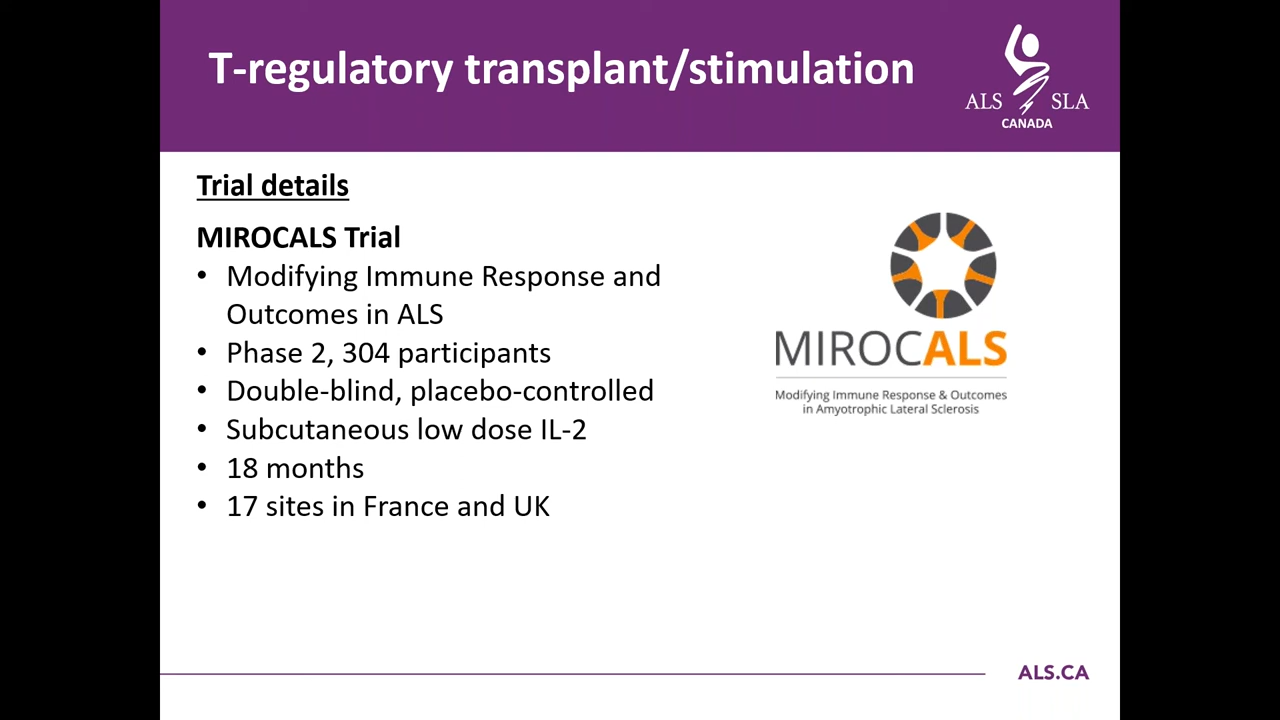 T-regulatory transplant/stimulation
ALS SLA
CANADA
Trial details
MIROCALS Trial
• Modifying Immune Response and
Outcomes in ALS
• Phase 2, 304 participants
• Double-blind, placebo-controlled
• Subcutaneous low dose IL-2
• 18 months
• 17 sites in France and UK
MIROCALS
Modifying Immune Response & Outcomes
in Amyotrophic Lateral Sclerosis
ALS.CA